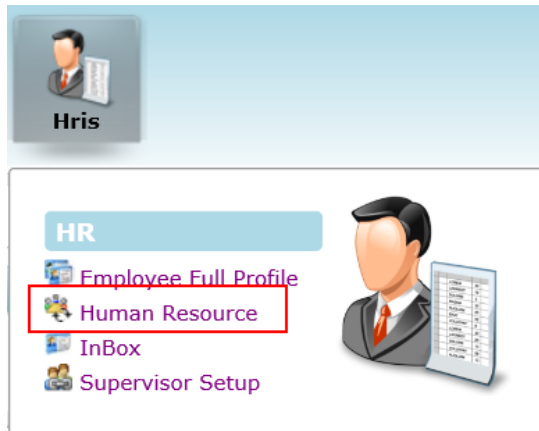 Hris
HR
Employee Full Profile
Human Resource
InBox
Supervisor Setup